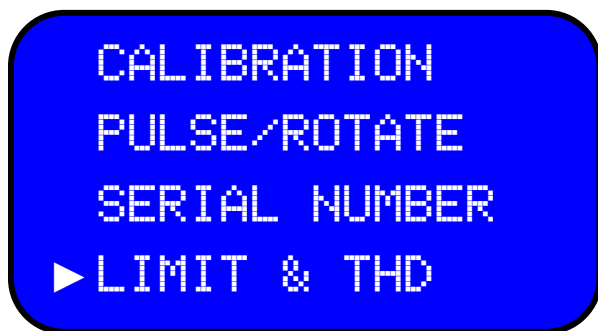 CALIBRATION
PULSE/ROTATE
SERIAL NUMBER
►LIMIT & THD